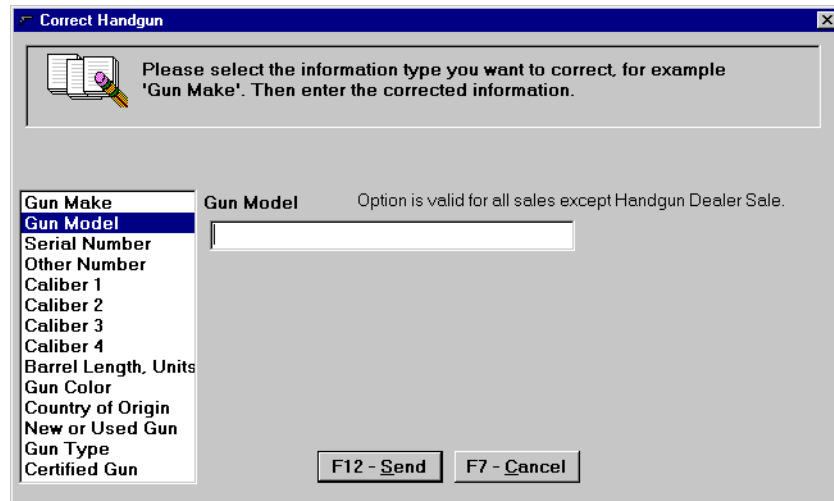 Correct Handgun
Please select the information type you want to correct, for example
'Gun Make'. Then enter the corrected information.
Gun Make
Gun Model
Serial Number
Other Number
Caliber 1
Caliber 2
Caliber 3
Caliber 4
Barrel Length, Units
Gun Color
Country of Origin
New or Used Gun
Gun Type
Certified Gun
Gun Model
Option is valid for all sales except Handgun Dealer Sale.
F12 - Send
F7 - Cancel